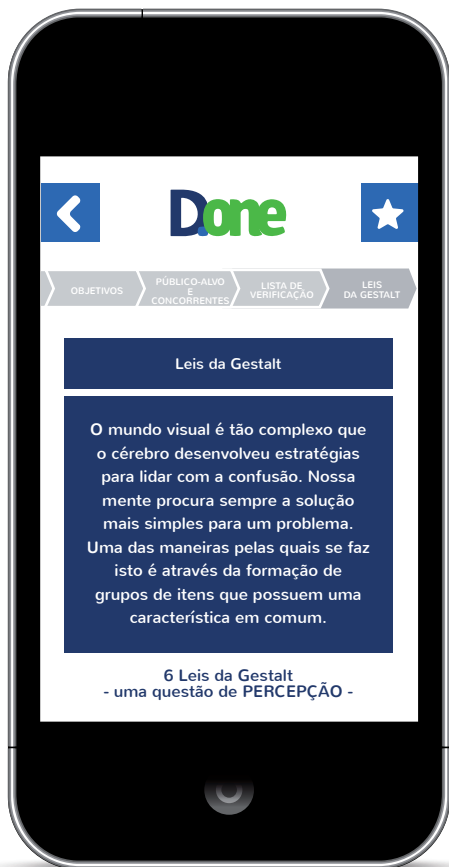 D.one
OBJETIVOS
PÚBLICO-ALVO
E
CONCORRENTES
LISTA DE
VERIFICAÇÃO
LEIS
DA GESTALT
Leis da Gestalt
O mundo visual é tão complexo que
o cérebro desenvolveu estratégias
para lidar com a confusão. Nossa
mente procura sempre a solução
mais simples para um problema.
Uma das maneiras pelas quais se faz
isto é através da formação de
grupos de itens que possuem uma
característica em comum.
6 Leis da Gestalt
- uma questão de PERCEPÇÃO -